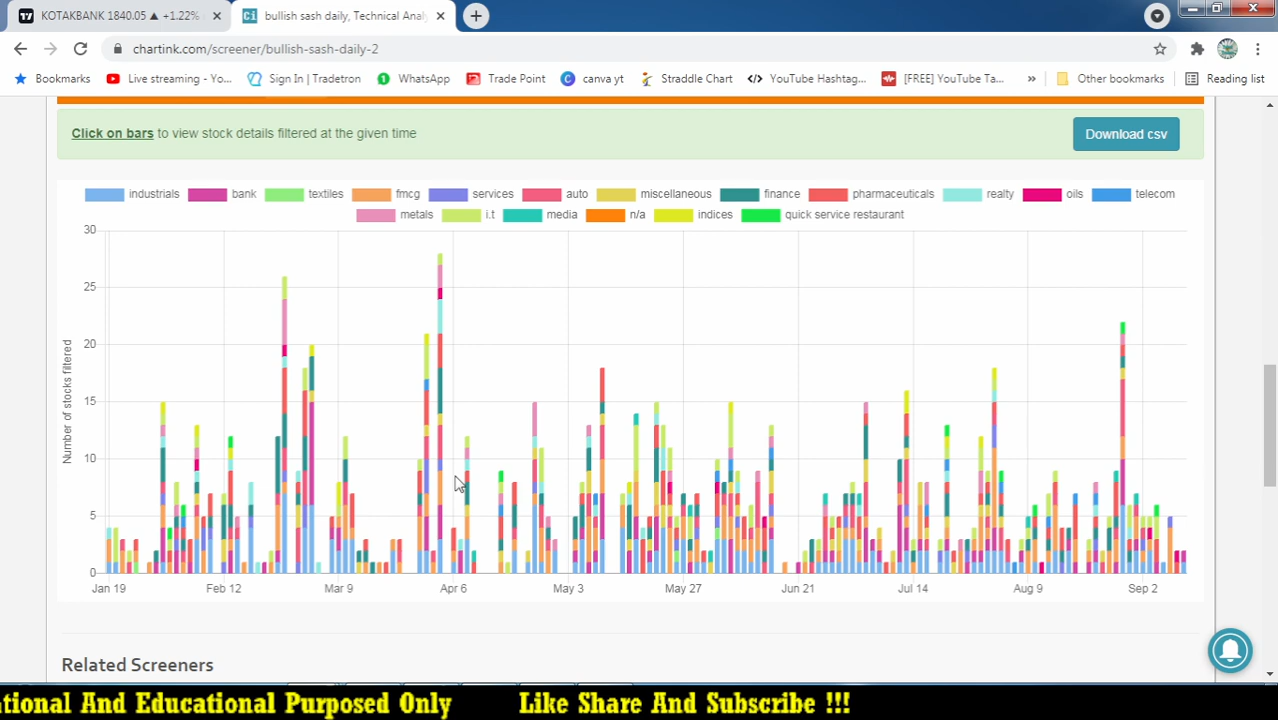 KOTAKBANK 1840.05 ▲ +1.22%
bullish sash daily, Technical Analy
chartink.com/screener/bullish-sash-daily-2
Bookmarks Live streaming - Yo... Sign In | Tradetron WhatsApp Trade Point canva yt Straddle Chart YouTube Hashtag... [FREE] YouTube Ta... » Other bookmarks Reading list
Click on bars to view stock details filtered at the given time
Download csv
industrials bank textiles fmcg services auto miscellaneous finance pharmaceuticals realty oils telecom
metals i.t media n/a indices quick service restaurant
Number of stocks filtered
30
25
20
15
10
5
0
Jan 19 Feb 12 Mar 9 Apr 6 May 3 May 27 Jun 21 Jul 14 Aug 9 Sep 2
Related Screeners
ational And Educational Purposed Only Like Share And Subscribe !!!